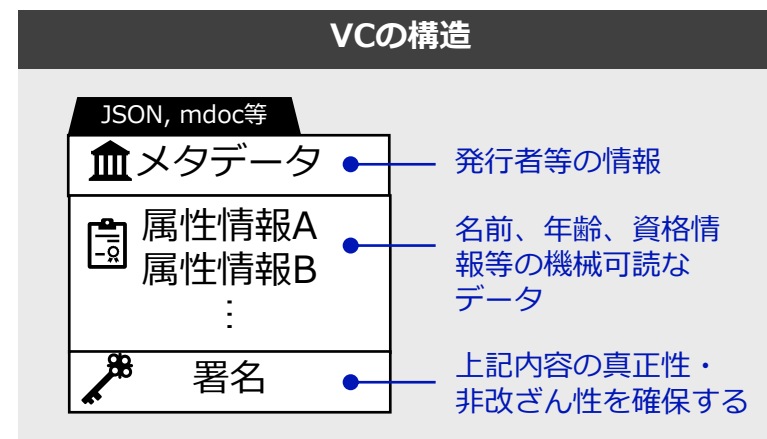 VCの構造
JSON, mdoc等
メタデータ
発行者等の情報
属性情報A
属性情報B
⋮
名前、年齢、資格情
報等の機械可読な
データ
署名
上記内容の真正性・
非改ざん性を確保する